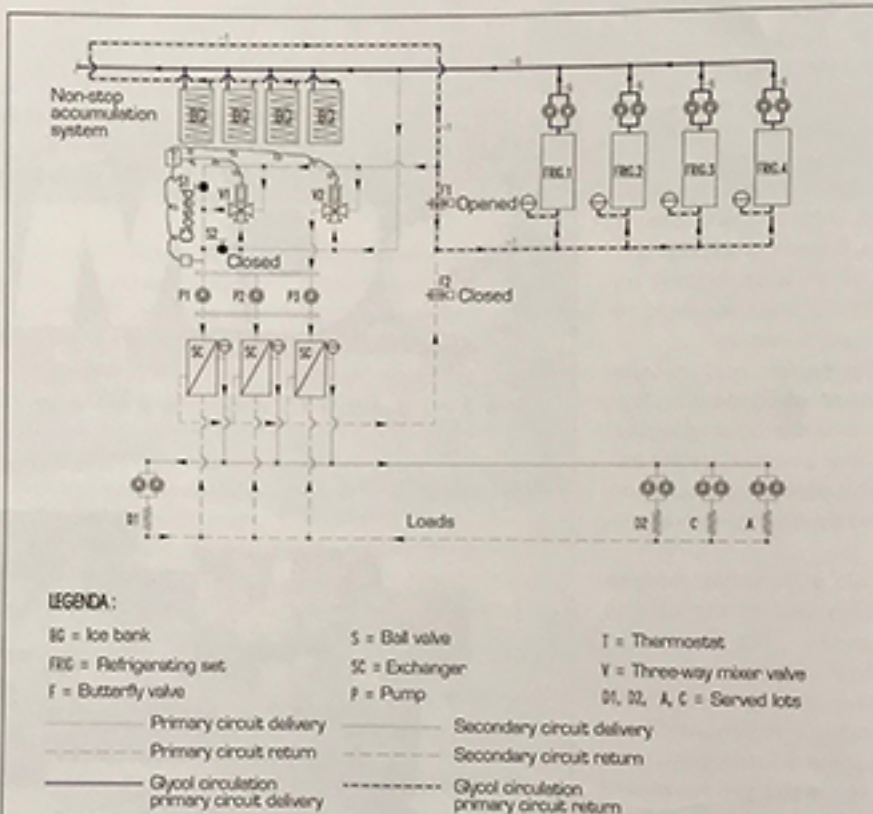 Non-stop
accumulation
system
BG BG BG BG
FRIG.1 FRIG.2 FRIG.3 FRIG.4
Closed
V1
F1
Opened
S2
Closed
F2
Closed
P1 P2 P3
SC SC SC
D1
Loads
D2 C A
LEGENDA :
BG = Ice bank
S = Ball valve
T = Thermostat
FRIG = Refrigerating set
SC = Exchanger
V = Three-way mixer valve
F = Butterfly valve
P = Pump
D1, D2, A, C = Served lots
Primary circuit delivery
Secondary circuit delivery
Primary circuit return
Secondary circuit return
Glycol circulation
primary circuit delivery
Glycol circulation
primary circuit return